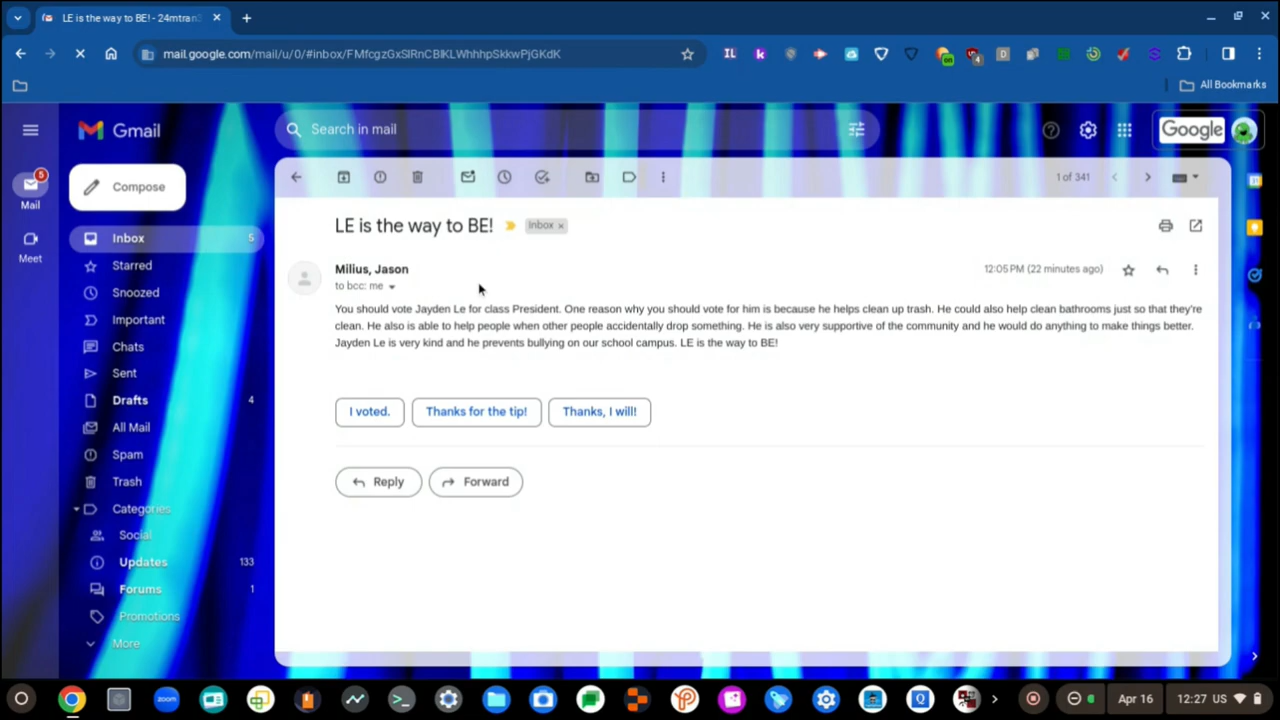 LE is the way to BE! - 24mtran
mail.google.com/mail/u/0/#inbox/FMfcgzGxSlRnCBlKLWhhhpSkkwPjGKdK
All Bookmarks
Gmail
Search in mail
Google
5
Mail
Meet
Compose
Inbox 5
Starred
Snoozed
Important
Chats
Sent
Drafts 4
All Mail
Spam
Trash
Categories
Social
Updates 133
Forums 1
Promotions
More
1 of 341
LE is the way to BE!
Inbox x
Milius, Jason
12:05 PM (22 minutes ago)
to bcc: me
You should vote Jayden Le for class President. One reason why you should vote for him is because he helps clean up trash. He could also help clean bathrooms just so that they're
clean. He also is able to help people when other people accidentally drop something. He is also very supportive of the community and he would do anything to make things better.
Jayden Le is very kind and he prevents bullying on our school campus. LE is the way to BE!
I voted. Thanks for the tip! Thanks, I will!
Reply Forward
zoom
Apr 16
12:27 US